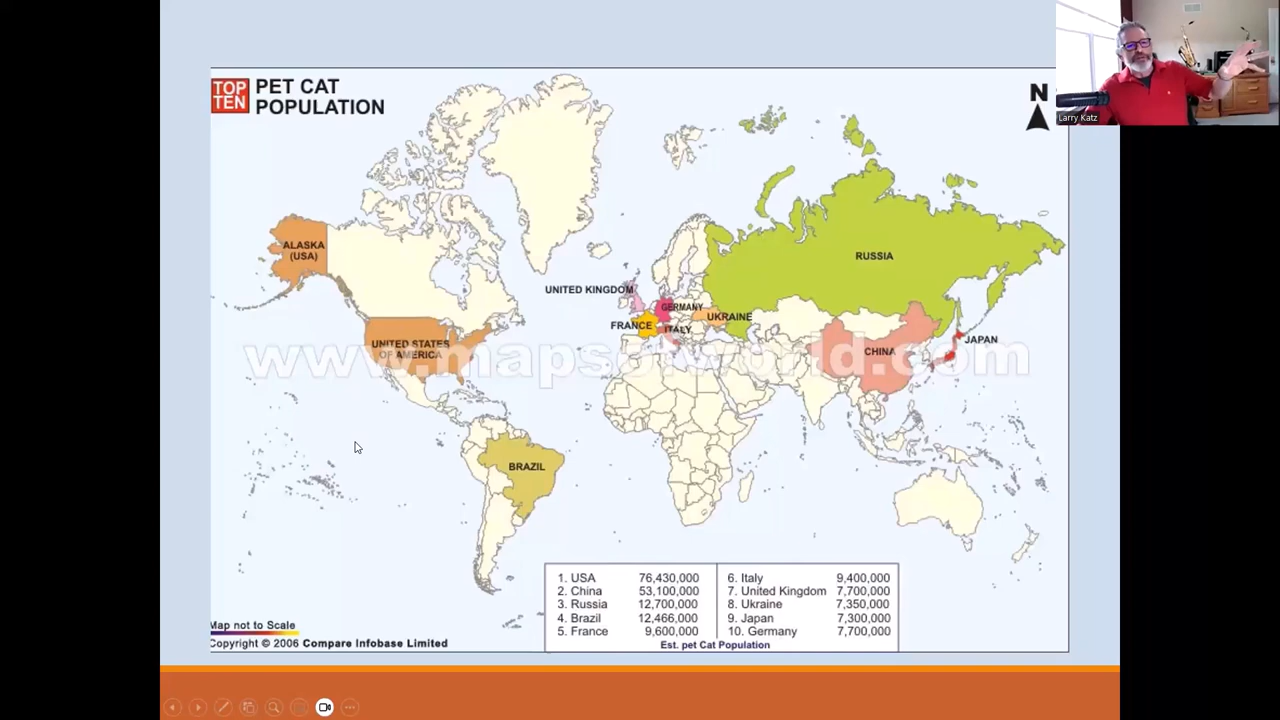 TOP TEN
PET CAT
POPULATION
N
Larry Katz
ALASKA
(USA)
RUSSIA
UNITED KINGDOM
GERMANY
UKRAINE
FRANCE
ITALY
JAPAN
UNITED STATES
OF AMERICA
CHINA
www.mapsofworld.com
BRAZIL
1. USA 76,430,000
2. China 53,100,000
3. Russia 12,700,000
4. Brazil 12,466,000
5. France 9,600,000
6. Italy 9,400,000
7. United Kingdom 7,700,000
8. Ukraine 7,350,000
9. Japan 7,300,000
10. Germany 7,700,000
Est. pet Cat Population
Map not to Scale
Copyright © 2006 Compare Infobase Limited